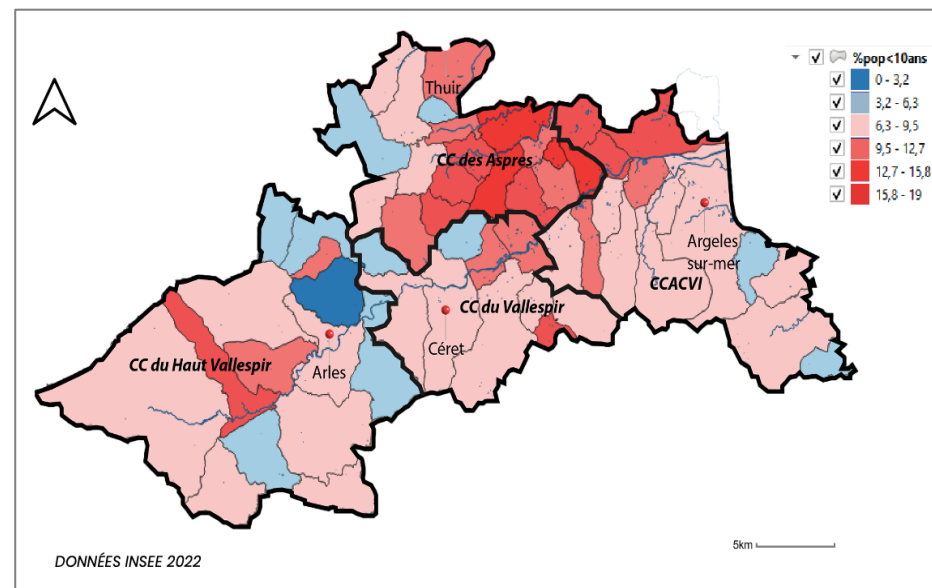 %pop<10ans
0 - 3,2
3,2 - 6,3
6,3 - 9,5
9,5 - 12,7
12,7 - 15,8
15,8 - 19
Thuir
CC des Aspres
Argeles
sur-mer
CCACVI
CC du Vallespir
Céret
CC du Haut Vallespir
Arles
5km
DONNÉES INSEE 2022